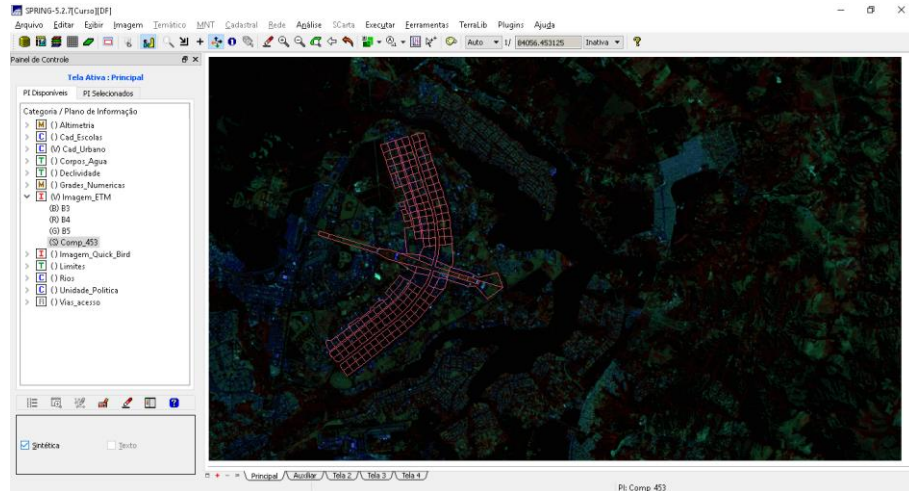 SPRING-5.2.7[Curso][DF]
Arquivo Editar Exibir Imagem Temático MNT Cadastral Rede Análise SCarta Executar Ferramentas TerraLib Plugins Ajuda
Auto 1/ 84056.453125 Inativa
Painel de Controle
Tela Ativa : Principal
PI Disponíveis PI Selecionados
Categoria / Plano de Informação
M () Altimetria
C () Cad_Escolas
C (V) Cad_Urbano
T () Corpos_Agua
T () Declividade
M () Grades_Numericas
I (V) Imagem_ETM
(B) B3
(R) B4
(G) B5
(S) Comp_453
I () Imagem_Quick_Bird
T () Limites
C () Rios
C () Unidade_Politica
R () Vias_acesso
Sintética Texto
Principal Auxiliar Tela 2 Tela 3 Tela 4
PI: Comp_453